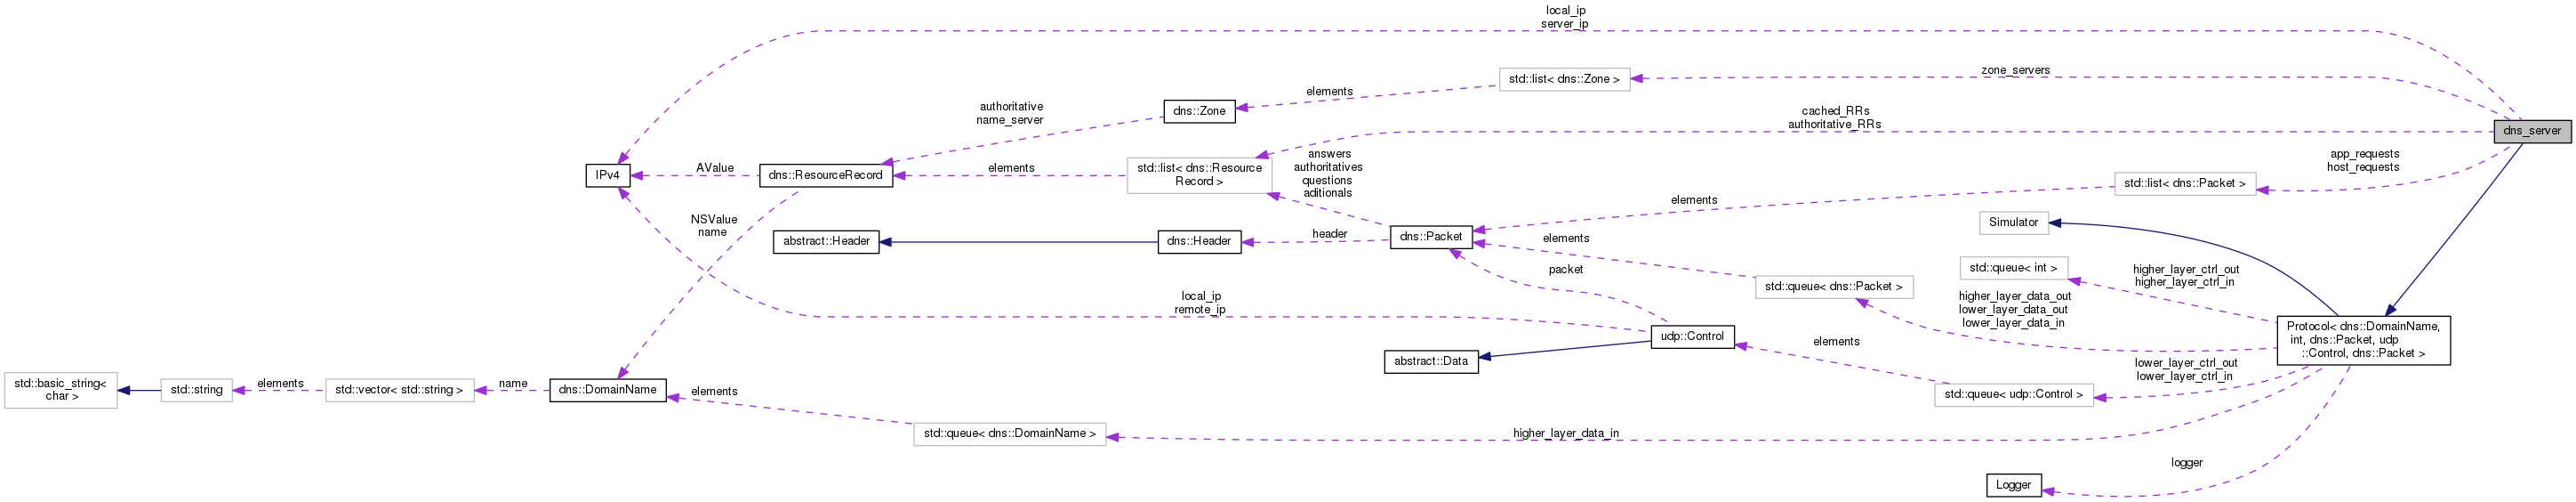 local_ip
server_ip
std::list< dns::Zone >
zone_servers
elements
dns::Zone
authoritative
name_server
cached_RRs
authoritative_RRs
dns_server
IPv4
AValue
dns::ResourceRecord
elements
std::list< dns::Resource
Record >
answers
authoritatives
questions
aditionals
app_requests
host_requests
std::list< dns::Packet >
elements
Simulator
NSValue
name
abstract::Header
dns::Header
header
dns::Packet
elements
packet
std::queue< int >
higher_layer_ctrl_out
higher_layer_ctrl_in
std::queue< dns::Packet >
higher_layer_data_out
lower_layer_data_out
lower_layer_data_in
local_ip
remote_ip
udp::Control
Protocol< dns::DomainName,
int, dns::Packet, udp
::Control, dns::Packet >
abstract::Data
elements
lower_layer_ctrl_out
lower_layer_ctrl_in
std::queue< udp::Control >
std::basic_string<
char >
std::string
elements
std::vector< std::string >
name
dns::DomainName
elements
std::queue< dns::DomainName >
higher_layer_data_in
logger
Logger